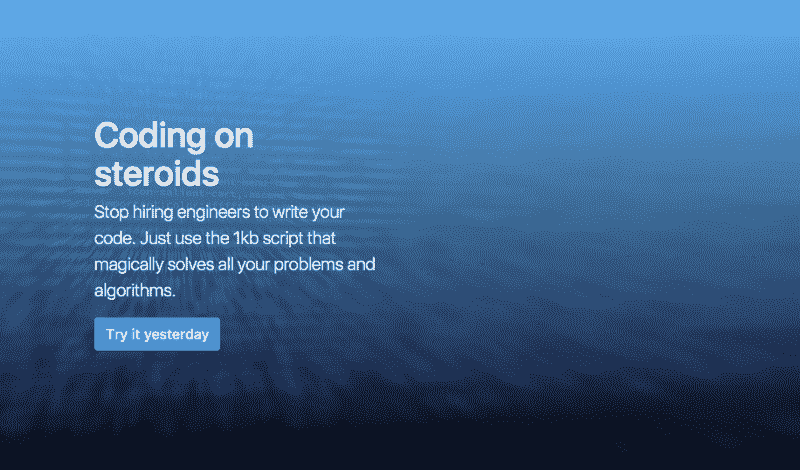 Coding on
steroids
Stop hiring engineers to write your
code. Just use the 1kb script that
magically solves all your problems and
algorithms.
Try it yesterday